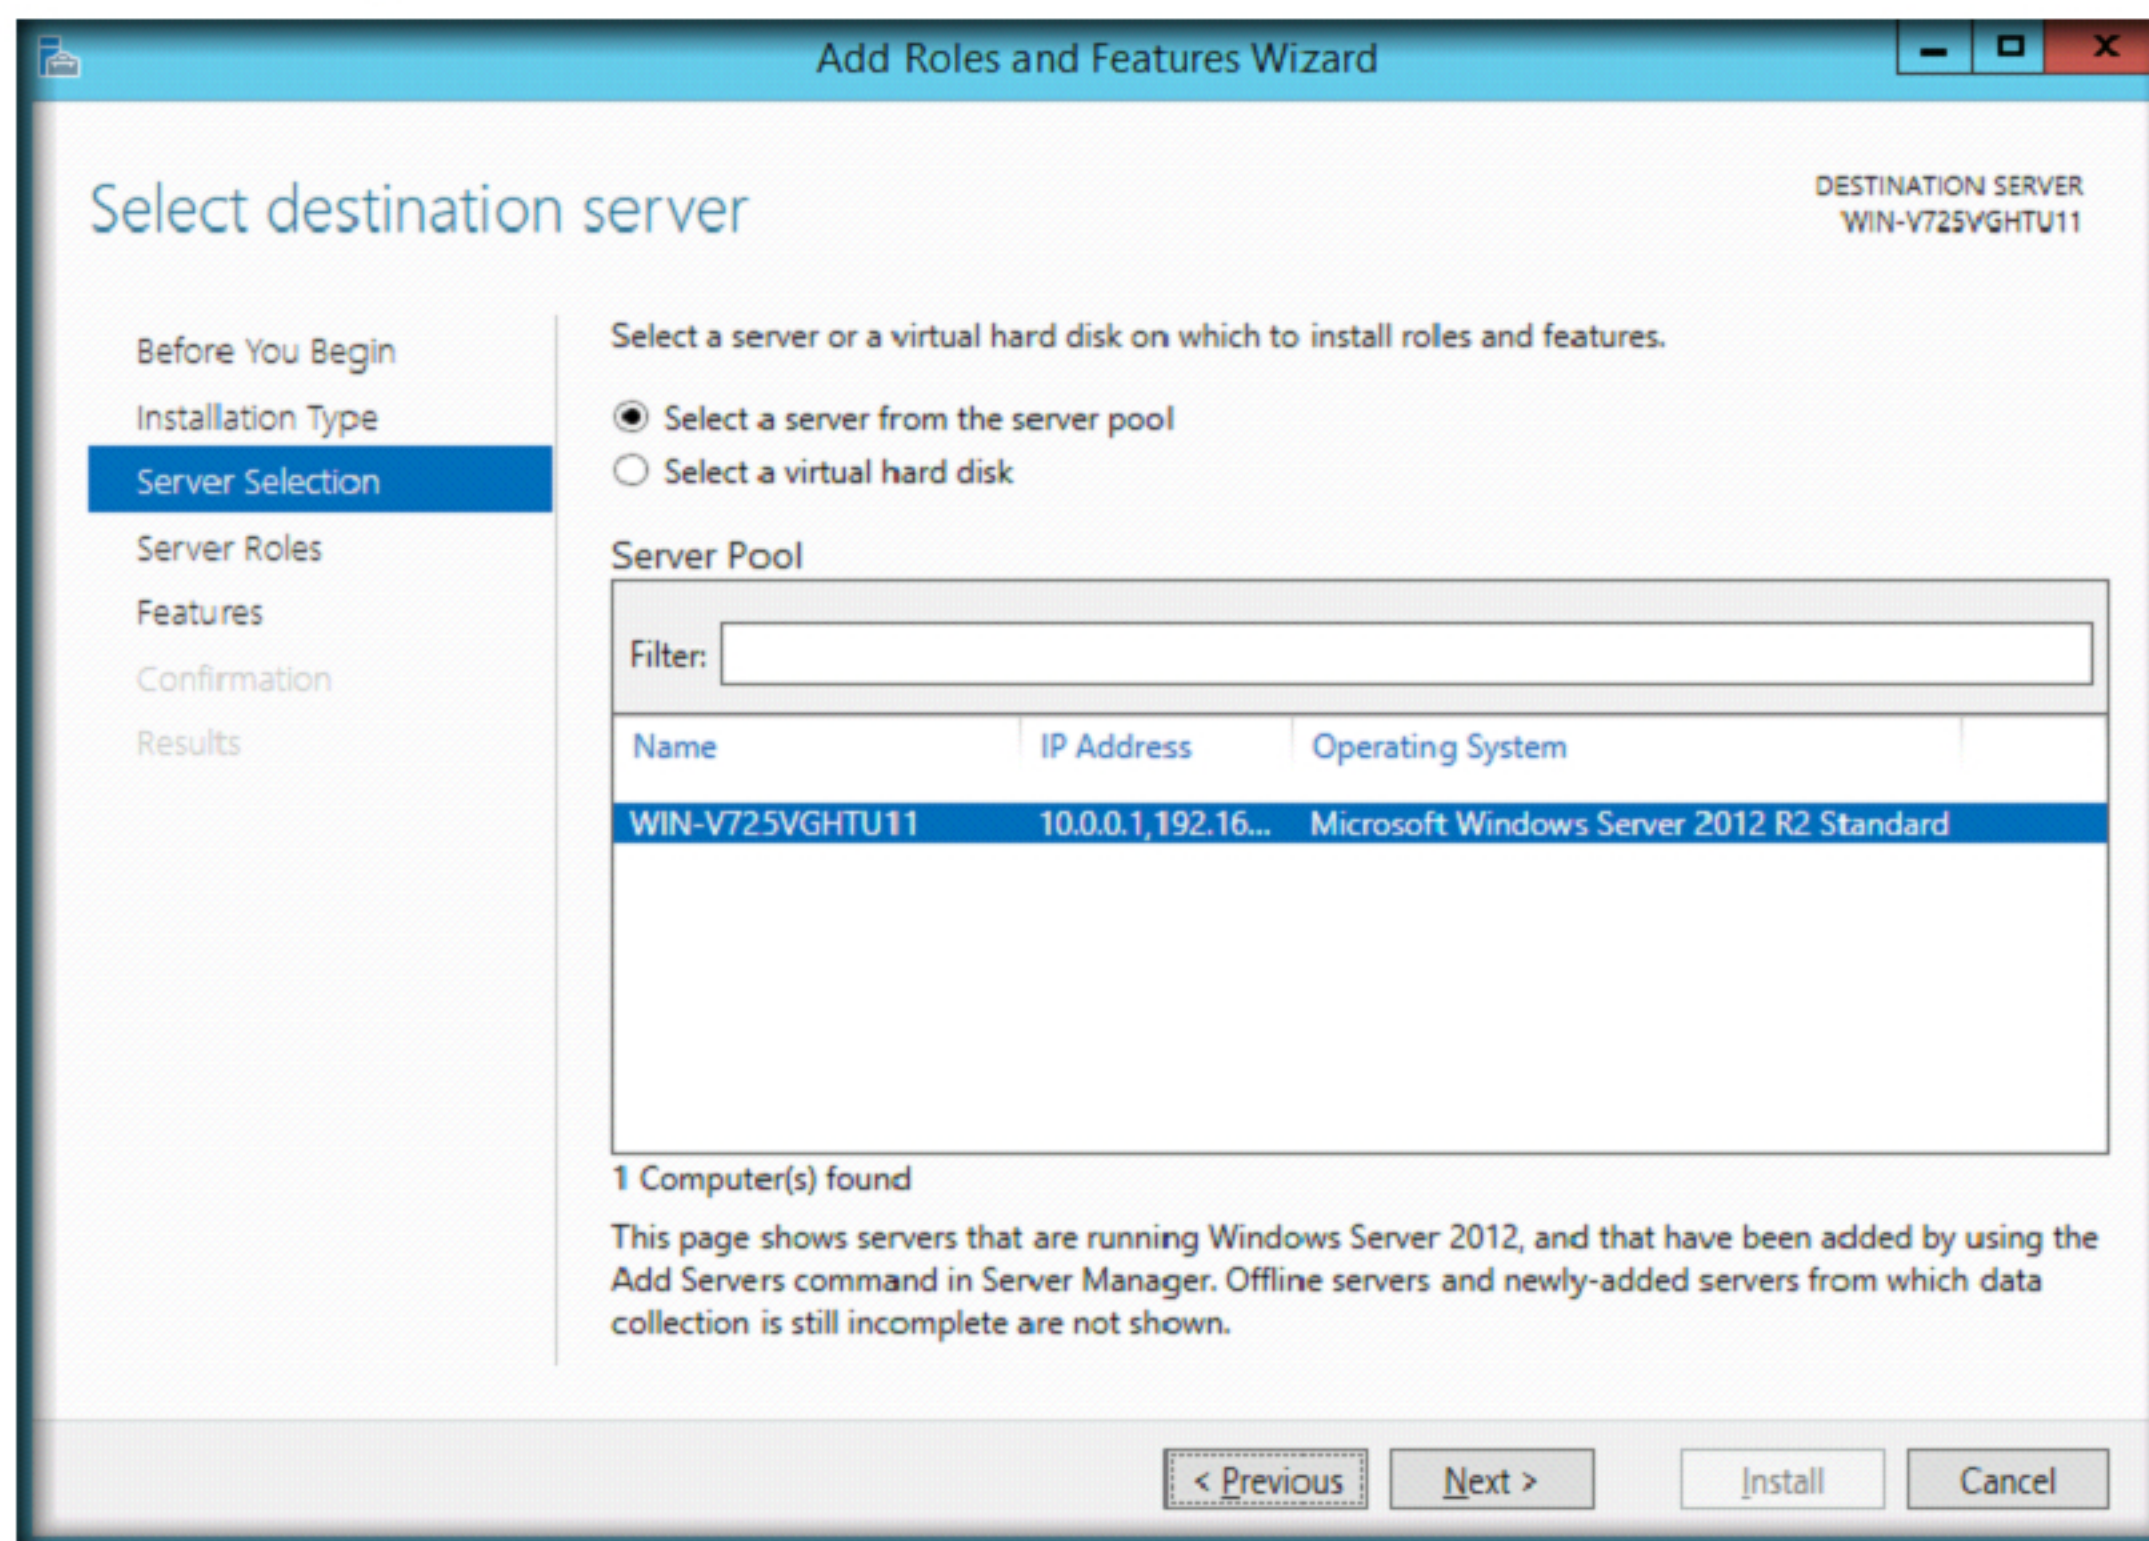 Add Roles and Features Wizard
Select destination server
DESTINATION SERVER
WIN-V725VGHTU11
Before You Begin
Installation Type
Server Selection
Server Roles
Features
Confirmation
Results
Select a server or a virtual hard disk on which to install roles and features.
Select a server from the server pool
Select a virtual hard disk
Server Pool
Filter:
Name IP Address Operating System
WIN-V725VGHTU11 10.0.0.1,192.16... Microsoft Windows Server 2012 R2 Standard
1 Computer(s) found
This page shows servers that are running Windows Server 2012, and that have been added by using the
Add Servers command in Server Manager. Offline servers and newly-added servers from which data
collection is still incomplete are not shown.
< Previous Next > Install Cancel